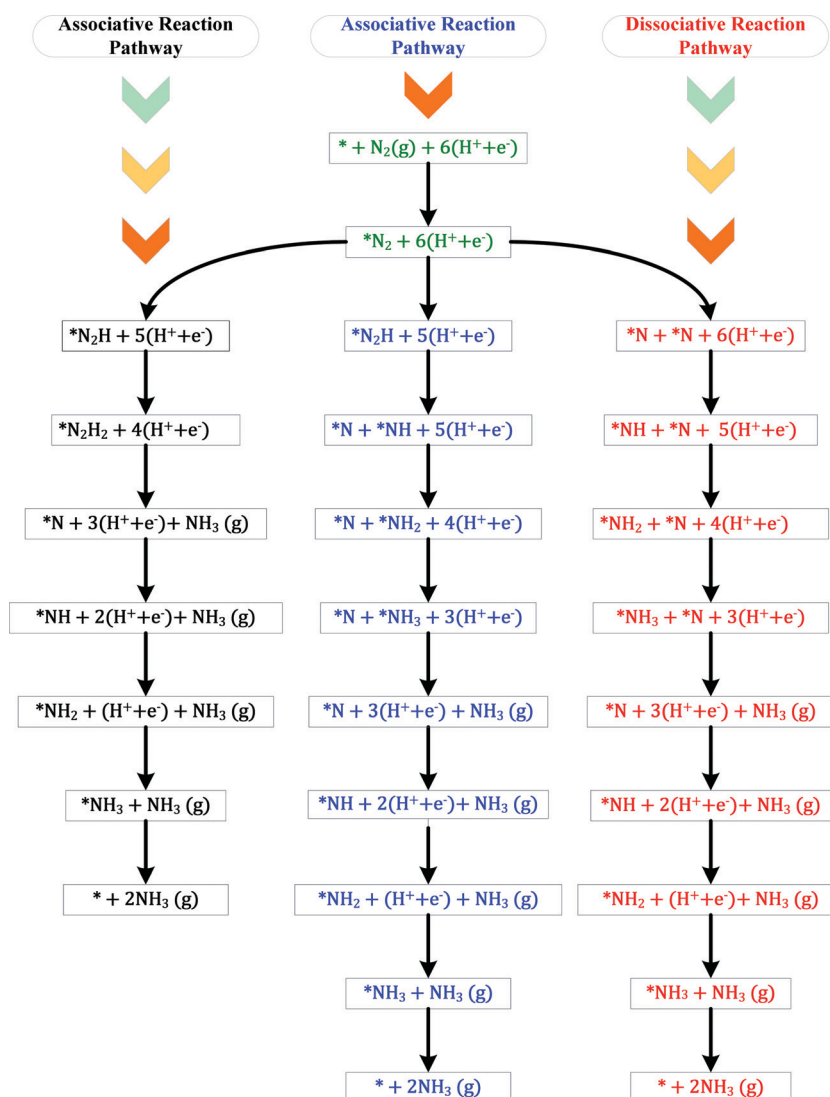 Associative Reaction
Pathway
Associative Reaction
Pathway
Dissociative Reaction
Pathway
* + N₂(g) + 6(H⁺+e⁻)
*N₂ + 6(H⁺+e⁻)
*N₂H + 5(H⁺+e⁻)
*N₂H₂ + 4(H⁺+e⁻)
*N + 3(H⁺+e⁻)+ NH₃ (g)
*NH + 2(H⁺+e⁻)+ NH₃ (g)
*NH₂ + (H⁺+e⁻) + NH₃ (g)
*NH₃ + NH₃ (g)
* + 2NH₃ (g)
*N₂H + 5(H⁺+e⁻)
*N + *NH + 5(H⁺+e⁻)
*N + *NH₂ + 4(H⁺+e⁻)
*N + *NH₃ + 3(H⁺+e⁻)
*N + 3(H⁺+e⁻) + NH₃ (g)
*NH + 2(H⁺+e⁻)+ NH₃ (g)
*NH₂ + (H⁺+e⁻) + NH₃ (g)
*NH₃ + NH₃ (g)
* + 2NH₃ (g)
*N + *N + 6(H⁺+e⁻)
*NH + *N + 5(H⁺+e⁻)
*NH₂ + *N + 4(H⁺+e⁻)
*NH₃ + *N + 3(H⁺+e⁻)
*N + 3(H⁺+e⁻) + NH₃ (g)
*NH + 2(H⁺+e⁻)+ NH₃ (g)
*NH₂ + (H⁺+e⁻) + NH₃ (g)
*NH₃ + NH₃ (g)
* + 2NH₃ (g)